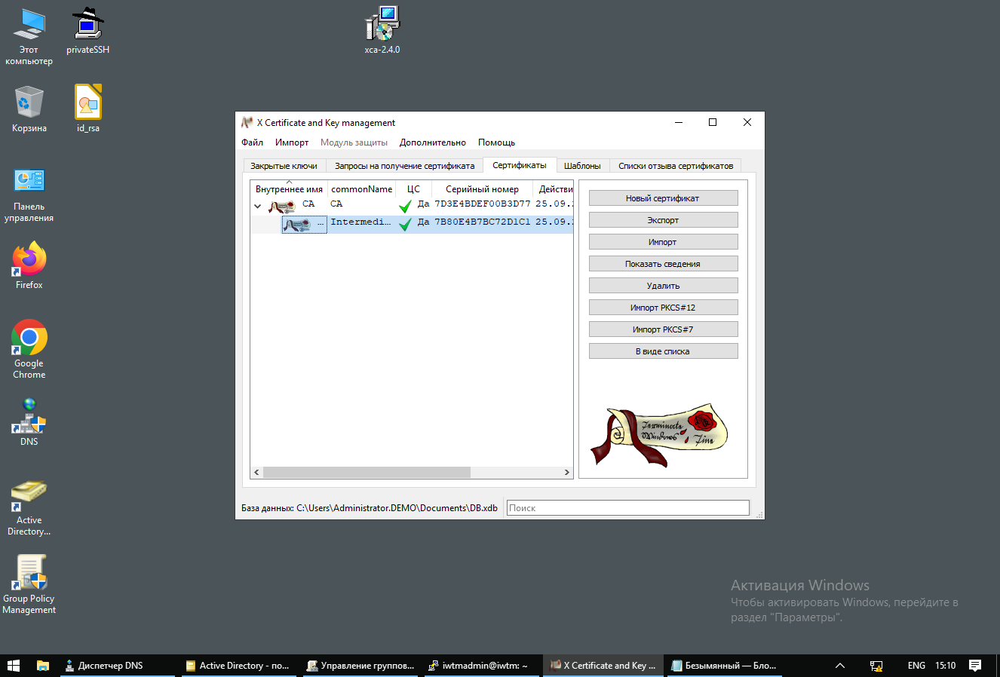 Этот
компьютер
privateSSH
xca-2.4.0
Корзина
id_rsa
Панель
управления
Firefox
Google
Chrome
DNS
Active
Directory...
Group Policy
Management
X Certificate and Key management
Файл Импорт Модуль защиты Дополнительно Помощь
Закрытые ключи Запросы на получение сертификата Сертификаты Шаблоны Списки отзыва сертификатов
Внутреннее имя commonName ЦС Серийный номер Действи
CA CA Да 7D3E4BDEF00B3D77 25.09.2
... Intermedi... Да 7B80E4B7BC72D1C1 25.09.2
Новый сертификат
Экспорт
Импорт
Показать сведения
Удалить
Импорт PKCS#12
Импорт PKCS#7
В виде списка
Terminate
Windows
Fine
База данных: C:\Users\Administrator.DEMO\Documents\DB.xdb Поиск
Активация Windows
Чтобы активировать Windows, перейдите в
раздел "Параметры".
Диспетчер DNS Active Directory - по... Управление группов... iwtmadmin@iwtm: ~ X Certificate and Key ... Безымянный — Бло... ENG 15:10